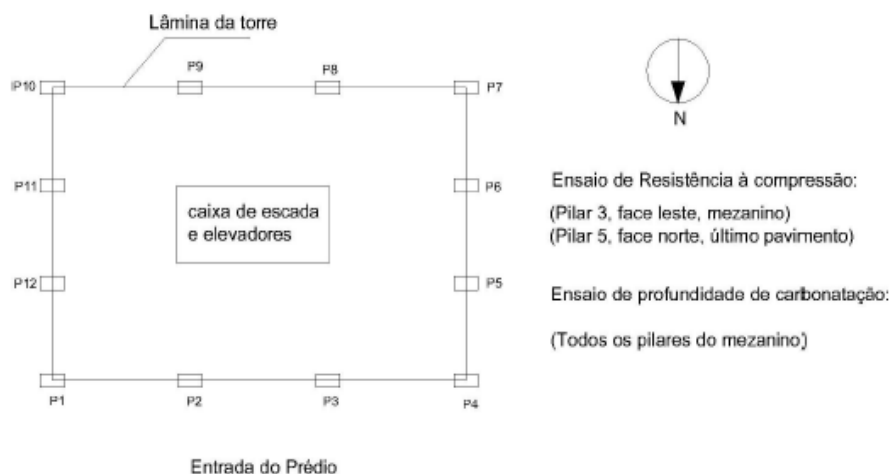 Lâmina da torre
P10
P9
P8
P7
P11
P6
caixa de escada
e elevadores
P12
P5
P1
P2
P3
P4
Entrada do Prédio
N
Ensaio de Resistência à compressão:
(Pilar 3, face leste, mezanino)
(Pilar 5, face norte, último pavimento)
Ensaio de profundidade de carbonatação:
(Todos os pilares do mezanino)